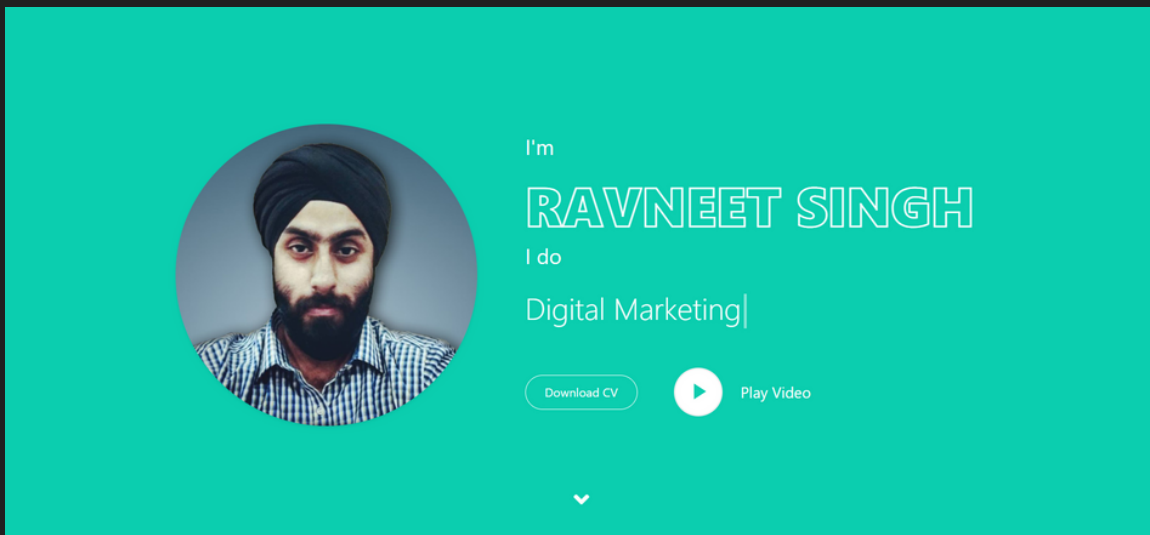 I'm
RAVNEET SINGH
I do
Digital Marketing
Download CV
Play Video